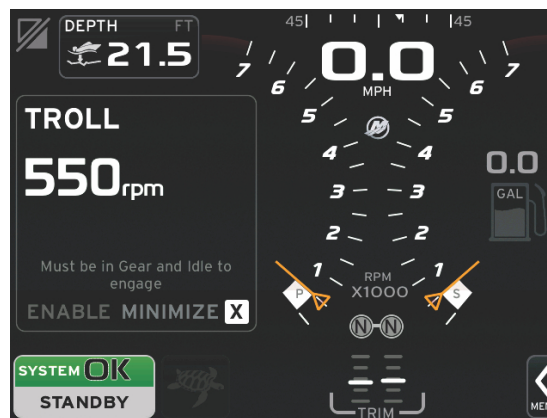 DEPTH FT
21.5
45 45
0.0
MPH
7 7
6 6
5 5
4 4
3 3
2 2
1 1
RPM
X1000
P S
N N
TRIM
TROLL
550rpm
Must be in Gear and Idle to
engage
ENABLE MINIMIZE X
0.0
GAL
SYSTEM OK
STANDBY